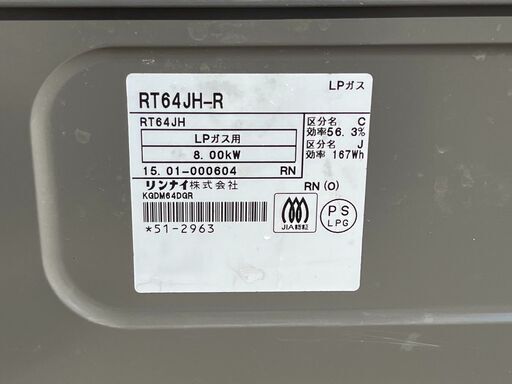 LPガス
RT64JH-R
RT64JH
LPガス用
8.00kW
区分名 C
効率56.3%
区分名 J
効率 167Wh
15.01-000604 RN
リンナイ株式会社
KGDM64DGR
RN (O)
*51-2963
JIA認証
PS
LPG